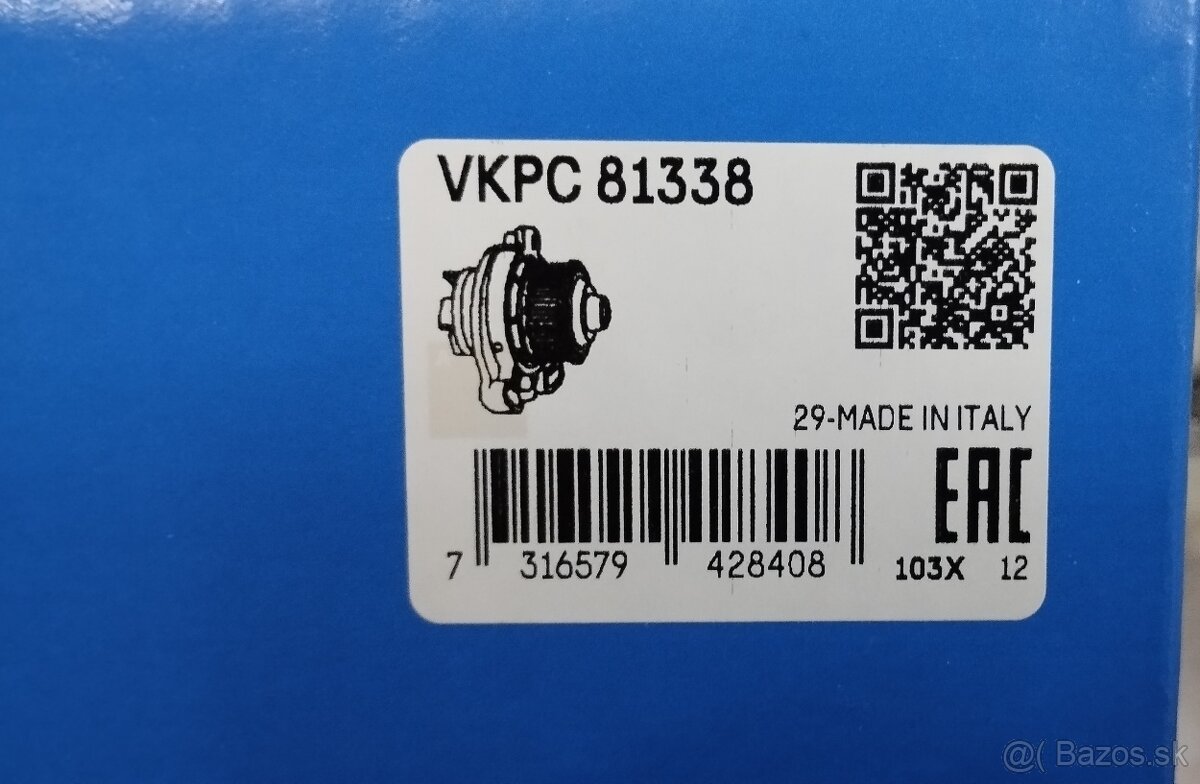 VKPC 81338
29-MADE IN ITALY
EAC
7 316579 428408
103X 12
@( Bazos.sk